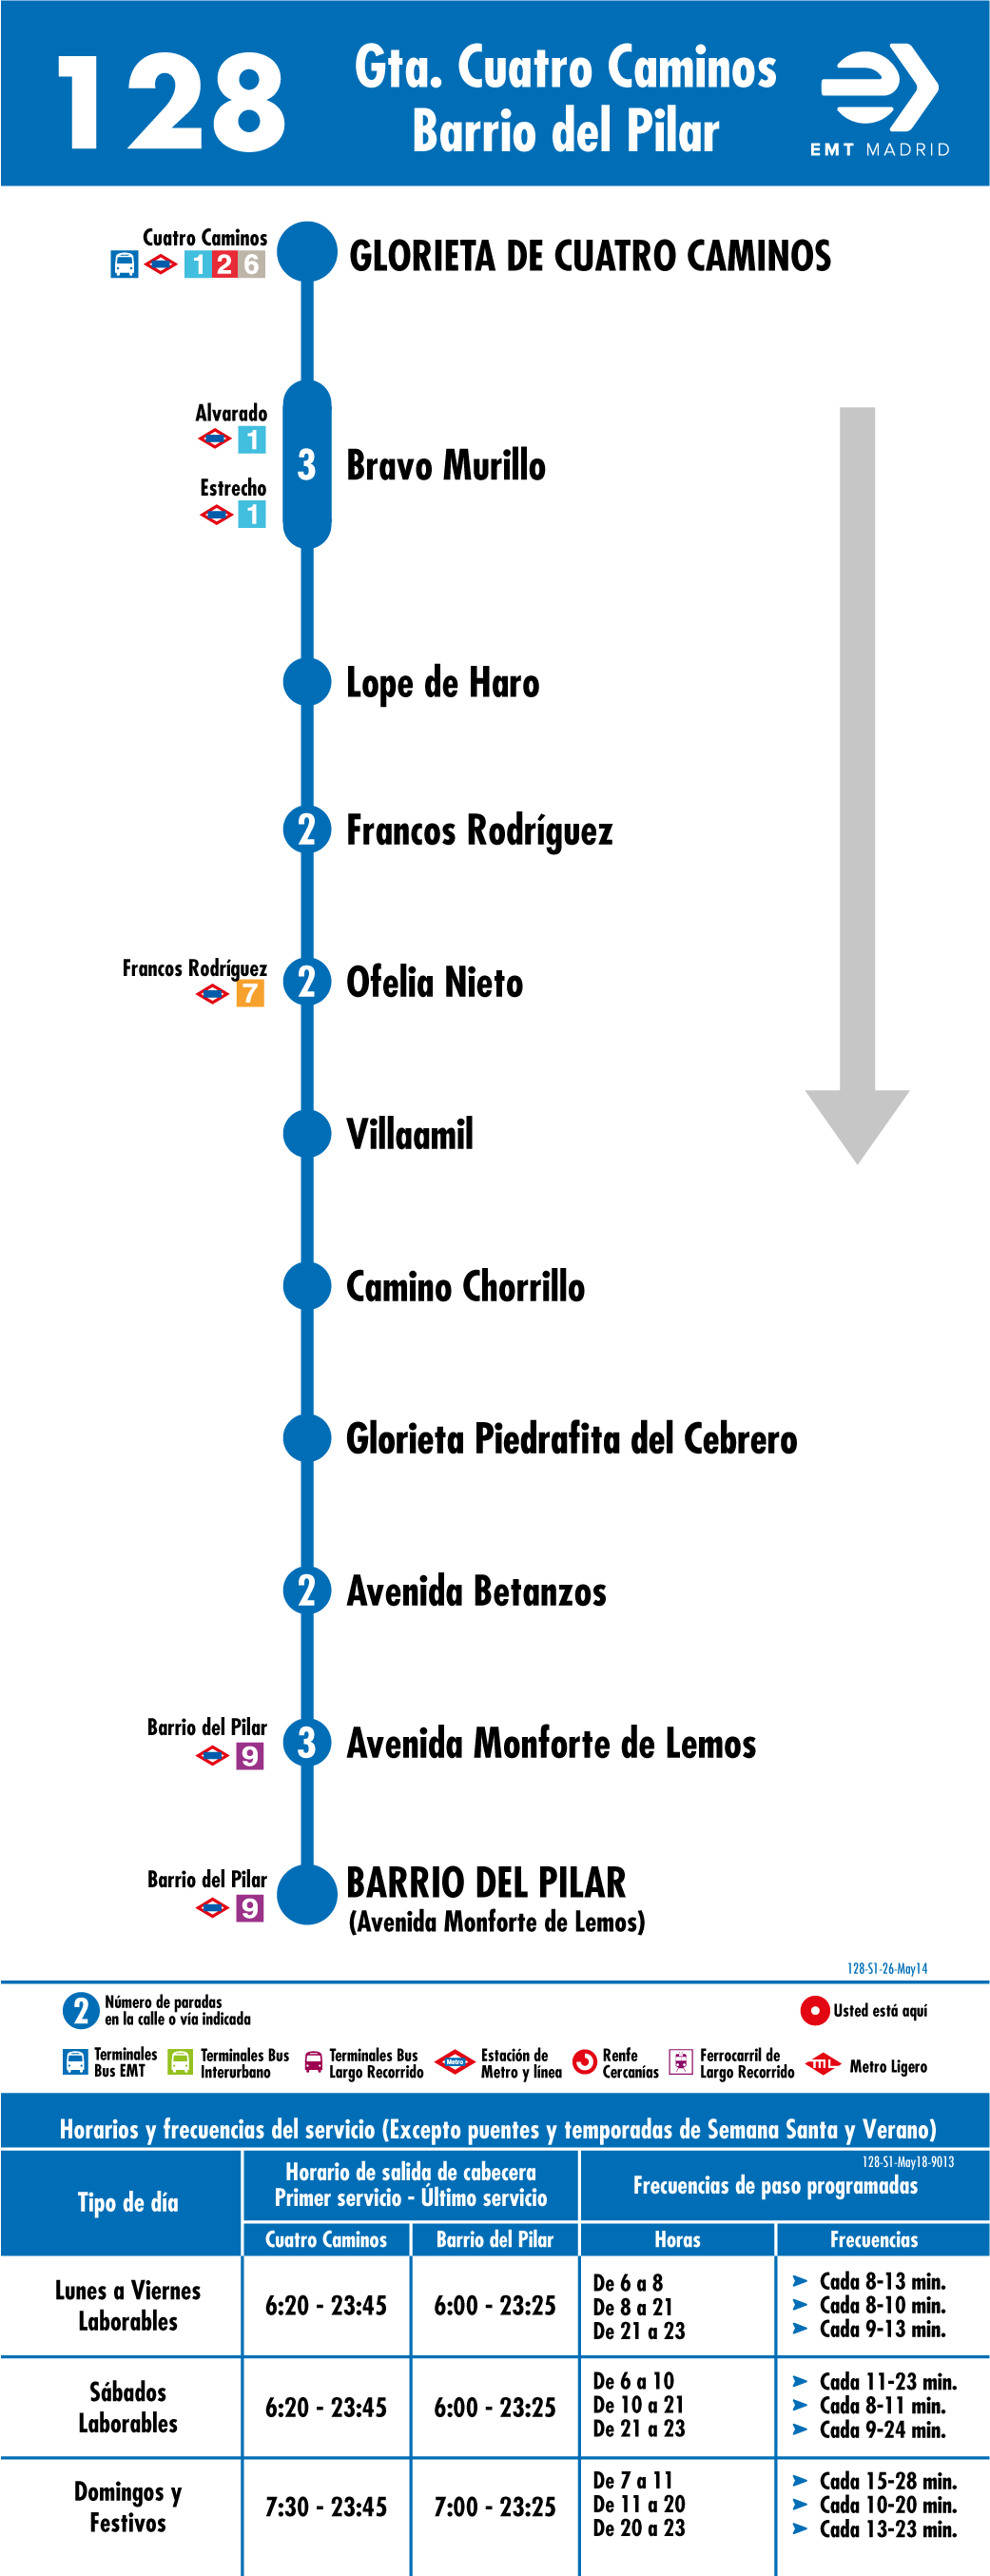 128
Gta. Cuatro Caminos
Barrio del Pilar
EMT MADRID
Cuatro Caminos
1 2 6
GLORIETA DE CUATRO CAMINOS
Alvarado
1
Estrecho
1
3
Bravo Murillo
Lope de Haro
2
Francos Rodríguez
Francos Rodríguez
7
2
Ofelia Nieto
Villaamil
Camino Chorrillo
Glorieta Piedrafita del Cebrero
2
Avenida Betanzos
Barrio del Pilar
9
3
Avenida Monforte de Lemos
Barrio del Pilar
9
BARRIO DEL PILAR
(Avenida Monforte de Lemos)
128-S1-26-May14
2
Número de paradas
en la calle o vía indicada
Usted está aquí
Terminales
Bus EMT
Terminales Bus
Interurbano
Terminales Bus
Largo Recorrido
Metro
Estación de
Metro y línea
Renfe
Cercanías
Ferrocarril de
Largo Recorrido
ML
Metro Ligero
Horarios y frecuencias del servicio (Excepto puentes y temporadas de Semana Santa y Verano)
128-S1-May18-9013
Tipo de día
Horario de salida de cabecera
Primer servicio - Último servicio
Frecuencias de paso programadas
Cuatro Caminos
Barrio del Pilar
Horas
Frecuencias
Lunes a Viernes
Laborables
6:20 - 23:45
6:00 - 23:25
De 6 a 8
De 8 a 21
De 21 a 23
Cada 8-13 min.
Cada 8-10 min.
Cada 9-13 min.
Sábados
Laborables
6:20 - 23:45
6:00 - 23:25
De 6 a 10
De 10 a 21
De 21 a 23
Cada 11-23 min.
Cada 8-11 min.
Cada 9-24 min.
Domingos y
Festivos
7:30 - 23:45
7:00 - 23:25
De 7 a 11
De 11 a 20
De 20 a 23
Cada 15-28 min.
Cada 10-20 min.
Cada 13-23 min.